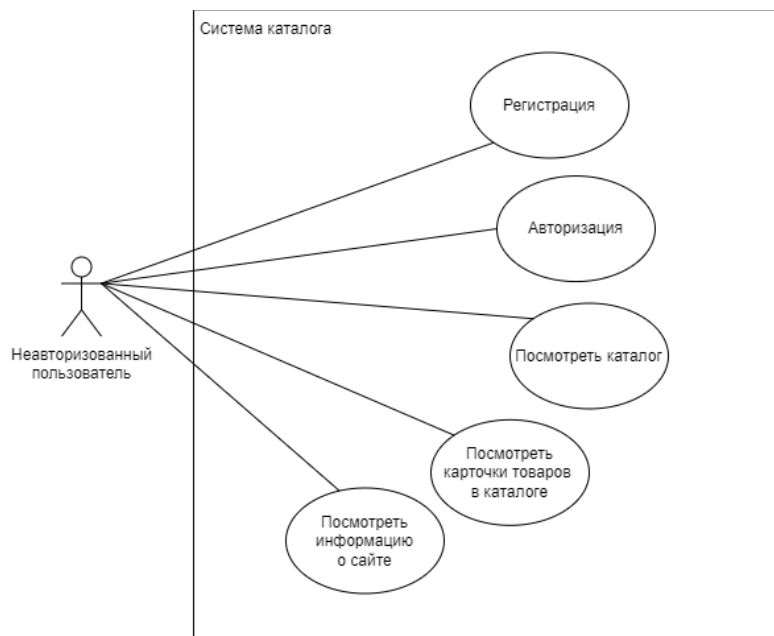 Система каталога
Регистрация
Авторизация
Неавторизованный
пользователь
Посмотреть каталог
Посмотреть
карточки товаров
в каталоге
Посмотреть
информацию
о сайте